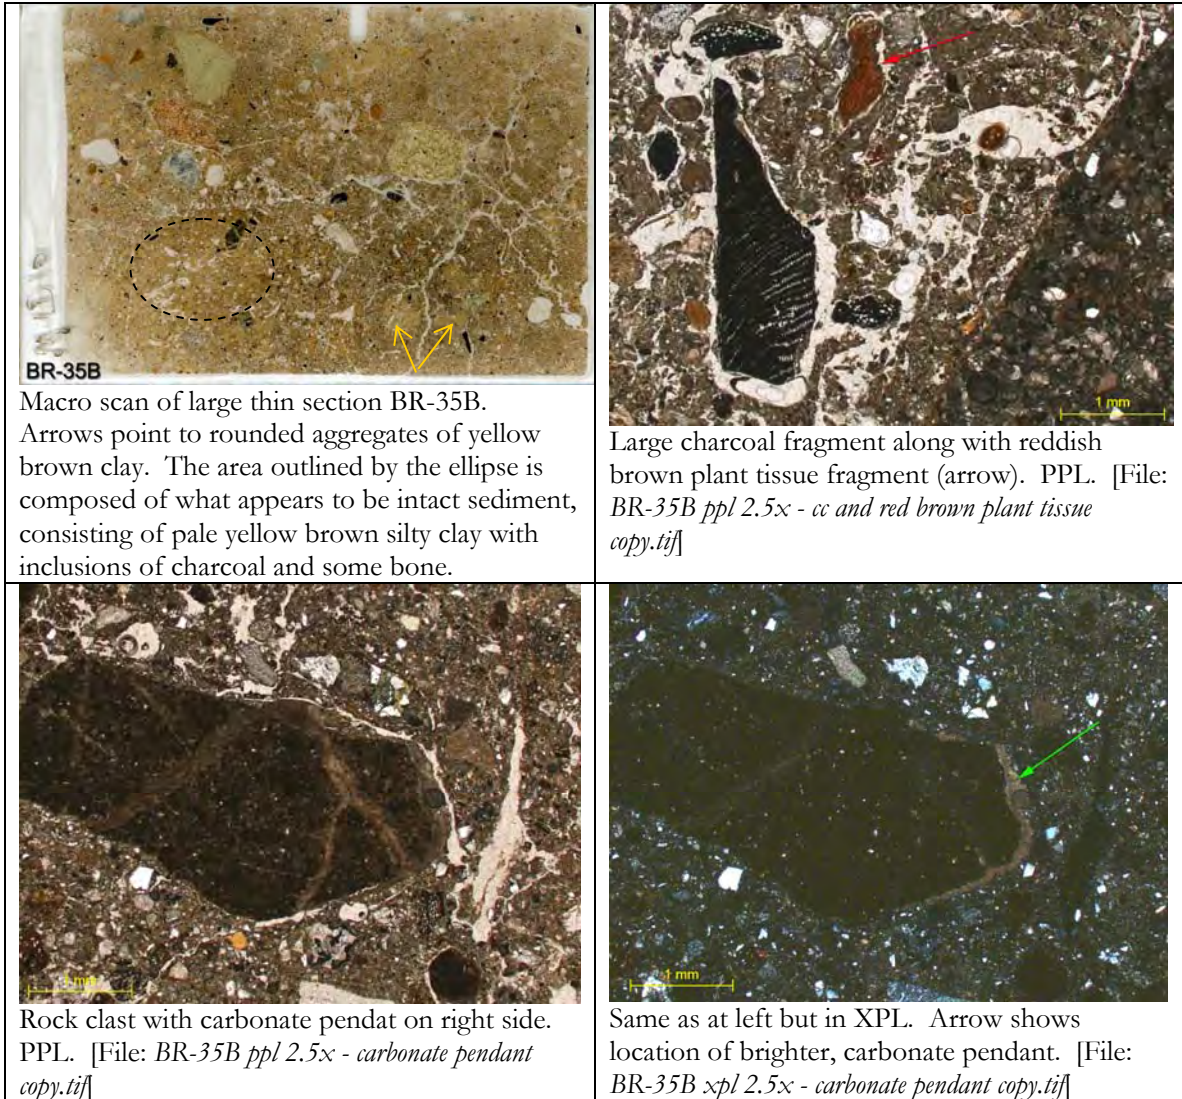 BR-35B
Macro scan of large thin section BR-35B.
Arrows point to rounded aggregates of yellow
brown clay.  The area outlined by the ellipse is
composed of what appears to be intact sediment,
consisting of pale yellow brown silty clay with
inclusions of charcoal and some bone.
1 mm
Large charcoal fragment along with reddish
brown plant tissue fragment (arrow).  PPL.  [File:
BR-35B ppl 2.5x - cc and red brown plant tissue
copy.tif]
1 mm
Rock clast with carbonate pendat on right side.
PPL.  [File: BR-35B ppl 2.5x - carbonate pendant
copy.tif]
1 mm
Same as at left but in XPL.  Arrow shows
location of brighter, carbonate pendant.  [File:
BR-35B xpl 2.5x - carbonate pendant copy.tif]